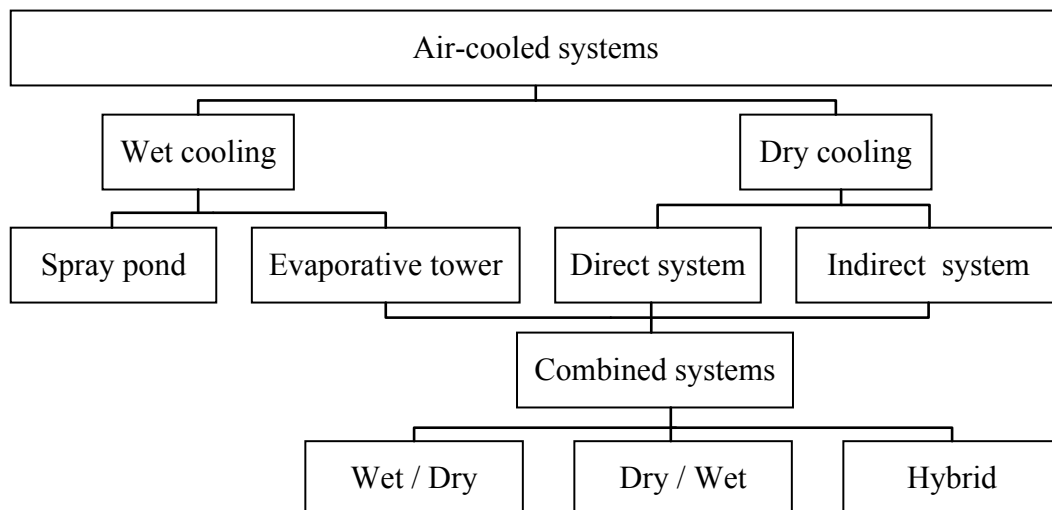 Air-cooled systems
Wet cooling
Dry cooling
Spray pond
Evaporative tower
Direct system
Indirect system
Combined systems
Wet / Dry
Dry / Wet
Hybrid